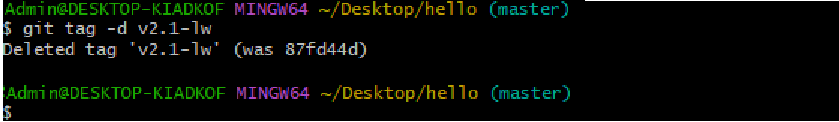 Admin@DESKTOP-KIADKOF MINGW64 ~/Desktop/hello (master)
$ git tag -d v2.1-lw
Deleted tag 'v2.1-lw' (was 87fd44d)
Admin@DESKTOP-KIADKOF MINGW64 ~/Desktop/hello (master)
$